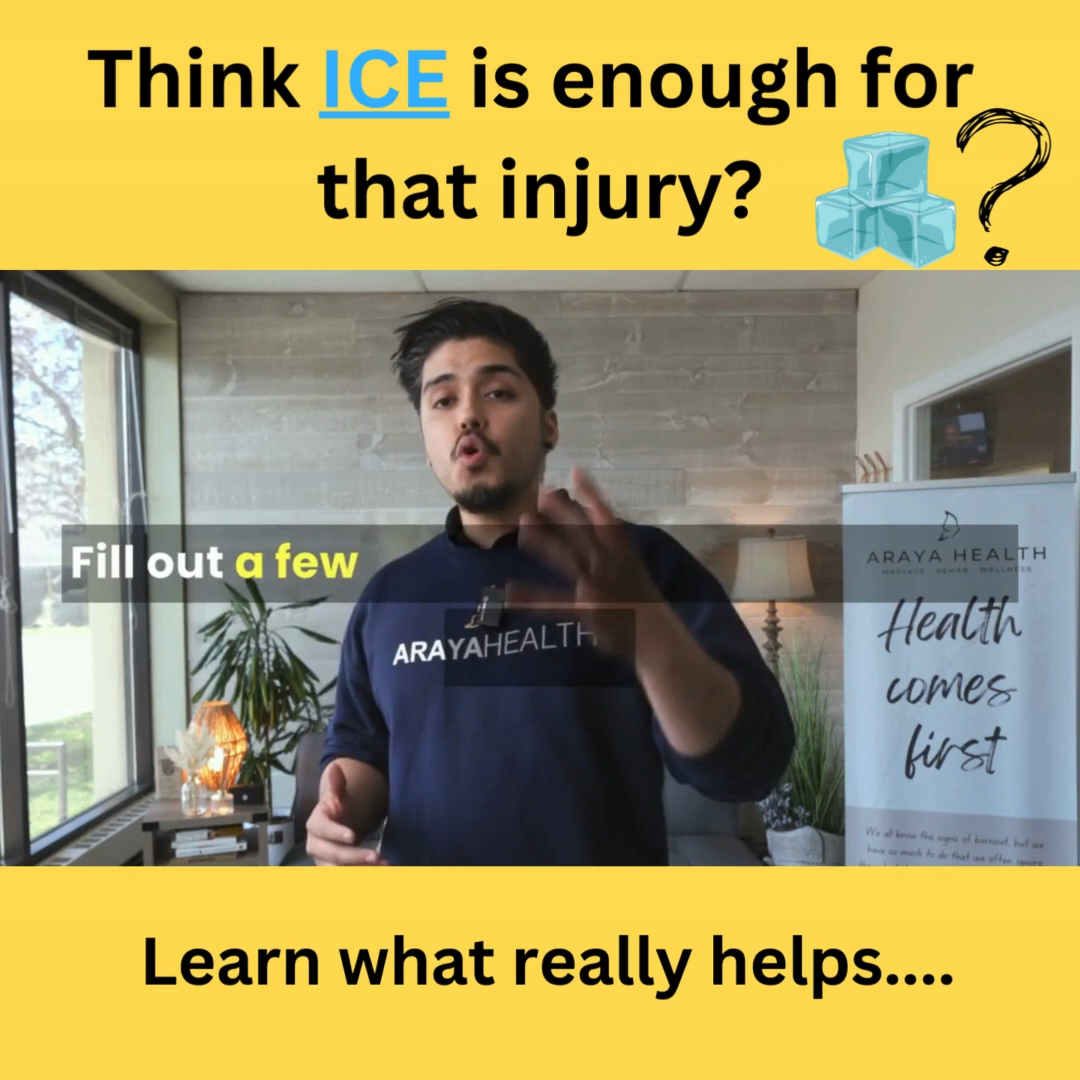 Think ICE is enough for
that injury?
Fill out a few
ARAYAHEALTH
ARAYA HEALTH
MASSAGE · REHAB · WELLNESS
Health
comes
first
We all know the signs of burnout, but we
have so much to do that we often ignore
Learn what really helps....